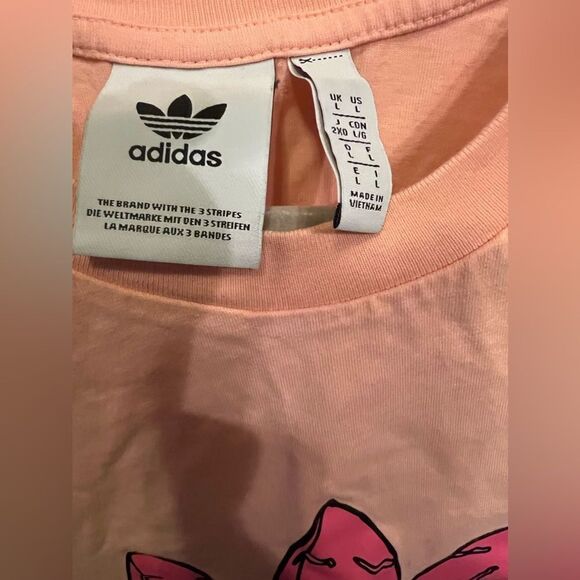 adidas
THE BRAND WITH THE 3 STRIPES
DIE WELTMARKE MIT DEN 3 STREIFEN
LA MARQUE AUX 3 BANDES
UK US
L L
J CDN
2XO L/G
D F
L L
E I
L L
MADE IN
VIETNAM